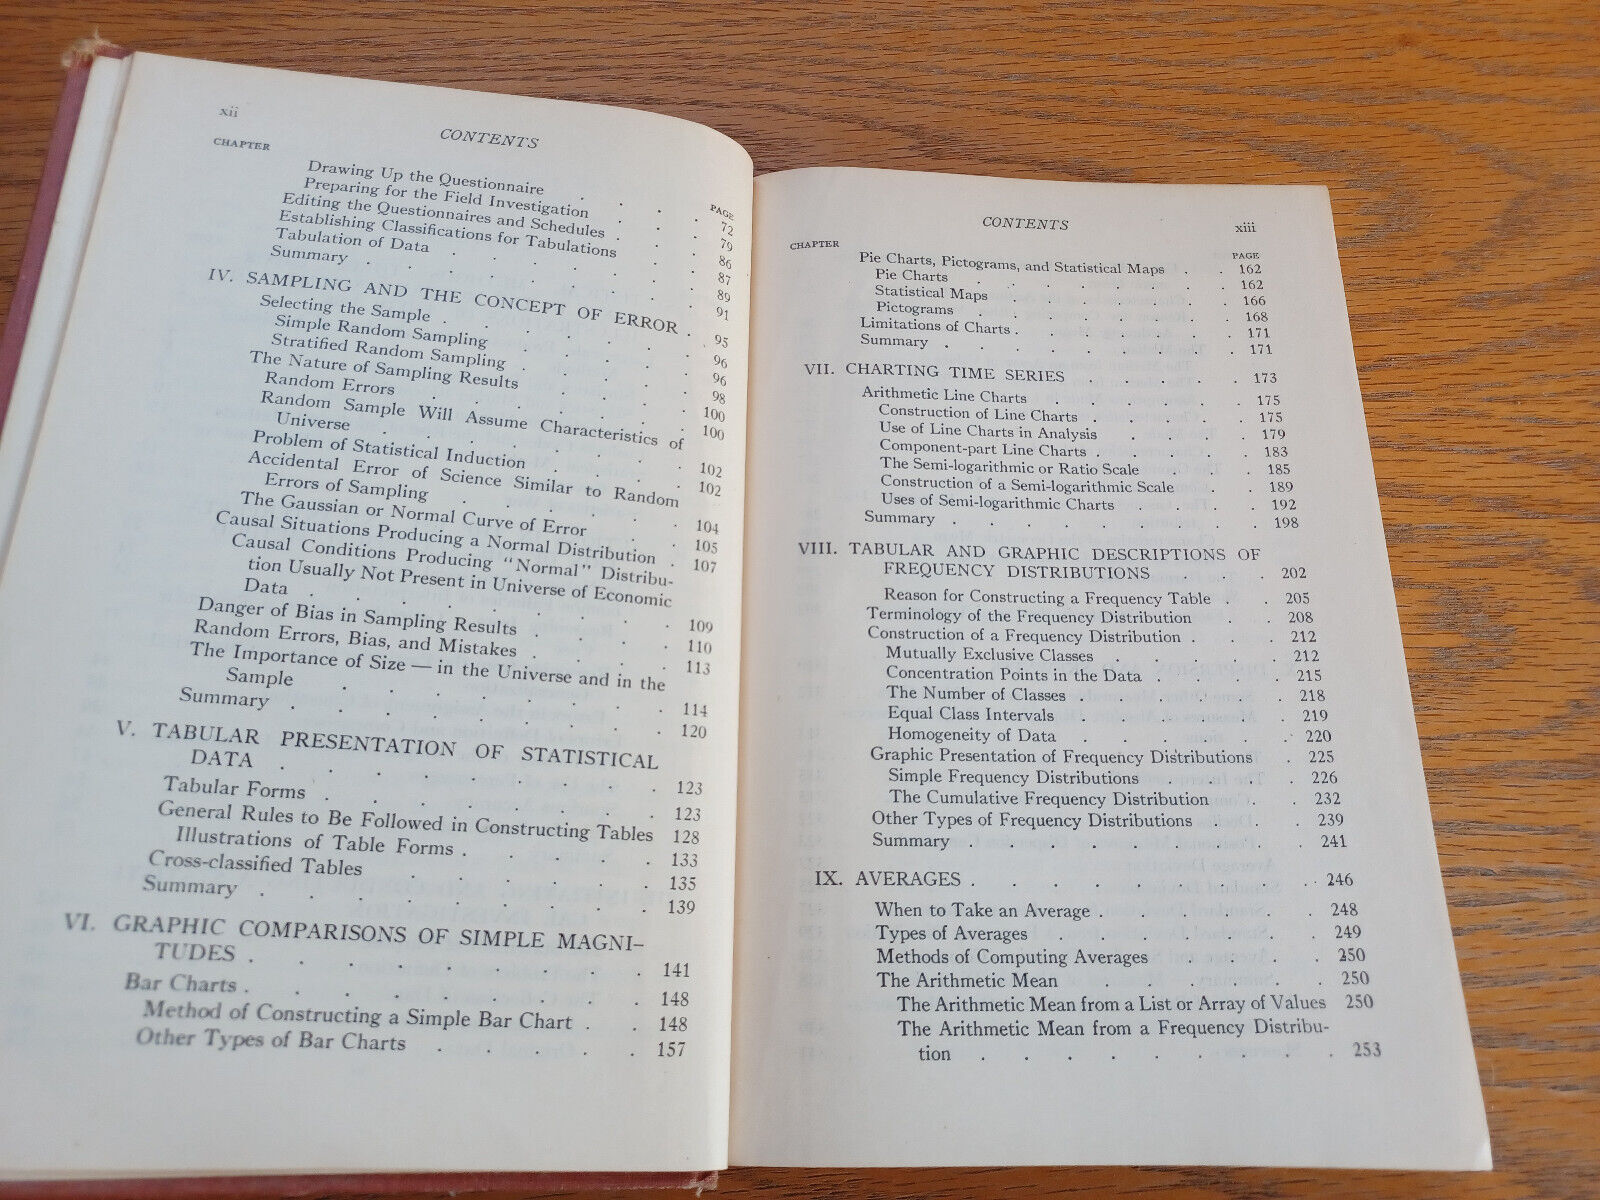 xii
CONTENTS
CHAPTER
PAGE
Drawing Up the Questionnaire . . . 72
Preparing for the Field Investigation . . . 79
Editing the Questionnaires and Schedules . . . 86
Establishing Classifications for Tabulations . . 87
Tabulation of Data . . . . . . 89
Summary . . . . . . . . 91
IV. SAMPLING AND THE CONCEPT OF ERROR . 95
Selecting the Sample . . . . . . 96
Simple Random Sampling . . . . 96
Stratified Random Sampling . . . . 98
The Nature of Sampling Results . . . . 100
Random Errors . . . . . . 100
Random Sample Will Assume Characteristics of
Universe . . . . . . . 102
Problem of Statistical Induction . . . . 102
Accidental Error of Science Similar to Random
Errors of Sampling . . . . . 104
The Gaussian or Normal Curve of Error . . 105
Causal Situations Producing a Normal Distribution . 107
Causal Conditions Producing "Normal" Distribu-
tion Usually Not Present in Universe of Economic
Data . . . . . . . . 109
Danger of Bias in Sampling Results . . . . 110
Random Errors, Bias, and Mistakes . . . . 113
The Importance of Size — in the Universe and in the
Sample . . . . . . . . 114
Summary . . . . . . . . 120
V. TABULAR PRESENTATION OF STATISTICAL
DATA . . . . . . . . 123
Tabular Forms . . . . . . . 123
General Rules to Be Followed in Constructing Tables 128
Illustrations of Table Forms . . . . . 133
Cross-classified Tables . . . . . . 135
Summary . . . . . . . . 139
VI. GRAPHIC COMPARISONS OF SIMPLE MAGNI-
TUDES . . . . . . . . 141
Bar Charts . . . . . . . . 148
Method of Constructing a Simple Bar Chart . . 148
Other Types of Bar Charts . . . . . 157
CONTENTS
xiii
CHAPTER
PAGE
Pie Charts, Pictograms, and Statistical Maps . . 162
Pie Charts . . . . . . . 162
Statistical Maps . . . . . . 166
Pictograms . . . . . . . 168
Limitations of Charts . . . . . . 171
Summary . . . . . . . . 171
VII. CHARTING TIME SERIES . . . . . 173
Arithmetic Line Charts . . . . . . 175
Construction of Line Charts . . . . 175
Use of Line Charts in Analysis . . . . 179
Component-part Line Charts . . . . . 183
The Semi-logarithmic or Ratio Scale . . . 185
Construction of a Semi-logarithmic Scale . . 189
Uses of Semi-logarithmic Charts . . . . 192
Summary . . . . . . . . 198
VIII. TABULAR AND GRAPHIC DESCRIPTIONS OF
FREQUENCY DISTRIBUTIONS . . . 202
Reason for Constructing a Frequency Table . . 205
Terminology of the Frequency Distribution . . 208
Construction of a Frequency Distribution . . . 212
Mutually Exclusive Classes . . . . 212
Concentration Points in the Data . . . . 215
The Number of Classes . . . . . 218
Equal Class Intervals . . . . . 219
Homogeneity of Data . . . . . 220
Graphic Presentation of Frequency Distributions . 225
Simple Frequency Distributions . . . . 226
The Cumulative Frequency Distribution . . 232
Other Types of Frequency Distributions . . . 239
Summary . . . . . . . . 241
IX. AVERAGES . . . . . . . . 246
When to Take an Average . . . . . . 248
Types of Averages . . . . . . . 249
Methods of Computing Averages . . . . 250
The Arithmetic Mean . . . . . . 250
The Arithmetic Mean from a List or Array of Values 250
The Arithmetic Mean from a Frequency Distribu-
tion . . . . . . . . 253